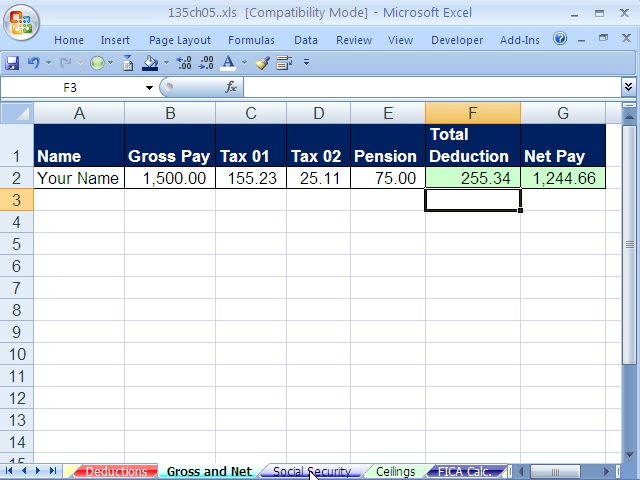 135ch05..xls [Compatibility Mode] - Microsoft Excel
Home Insert Page Layout Formulas Data Review View Developer Add-Ins
F3 fx
A B C D E F G
1 Name Gross Pay Tax 01 Tax 02 Pension Total Deduction Net Pay
2 Your Name 1,500.00 155.23 25.11 75.00 255.34 1,244.66
3
4
5
6
7
8
9
10
11
12
13
14
15
Deductions Gross and Net Social Security Ceilings FICA Calc.